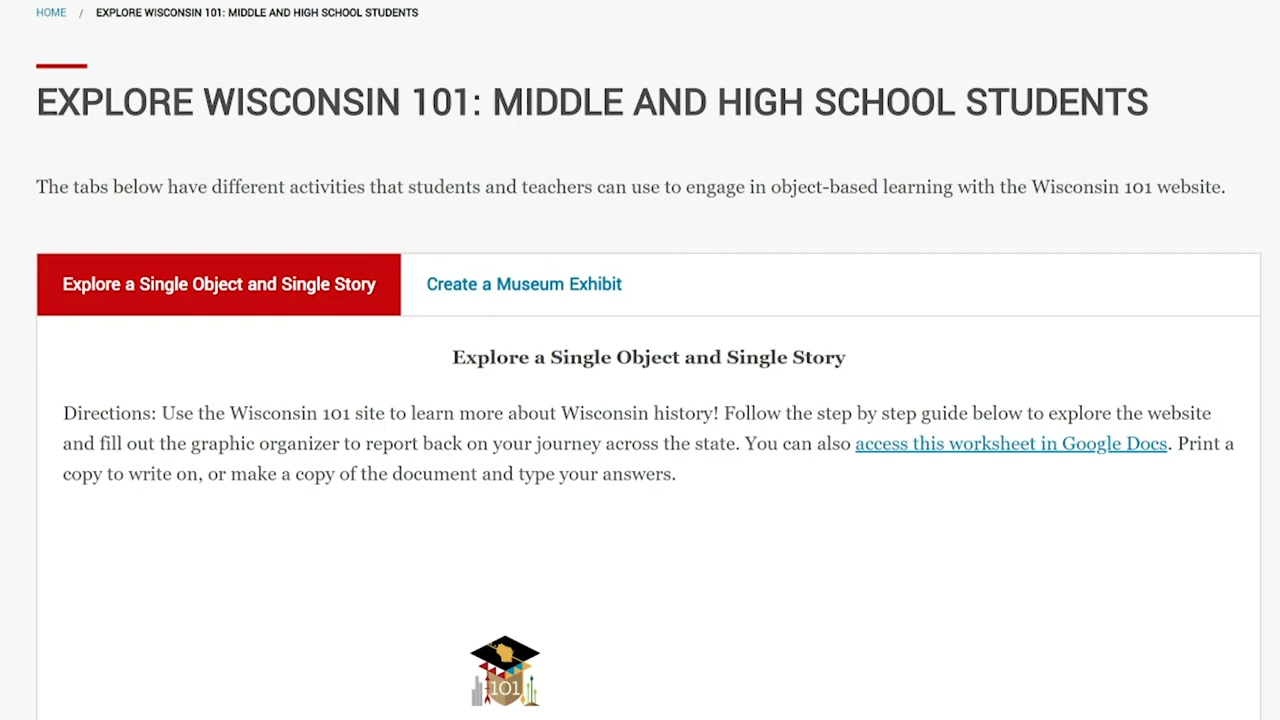 HOME / EXPLORE WISCONSIN 101: MIDDLE AND HIGH SCHOOL STUDENTS
EXPLORE WISCONSIN 101: MIDDLE AND HIGH SCHOOL STUDENTS
The tabs below have different activities that students and teachers can use to engage in object-based learning with the Wisconsin 101 website.
Explore a Single Object and Single Story
Create a Museum Exhibit
Explore a Single Object and Single Story
Directions: Use the Wisconsin 101 site to learn more about Wisconsin history! Follow the step by step guide below to explore the website
and fill out the graphic organizer to report back on your journey across the state. You can also access this worksheet in Google Docs. Print a
copy to write on, or make a copy of the document and type your answers.
101